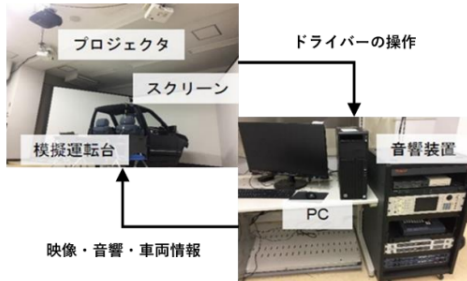 プロジェクタ
ドライバーの操作
スクリーン
模擬運転台
音響装置
PC
映像・音響・車両情報